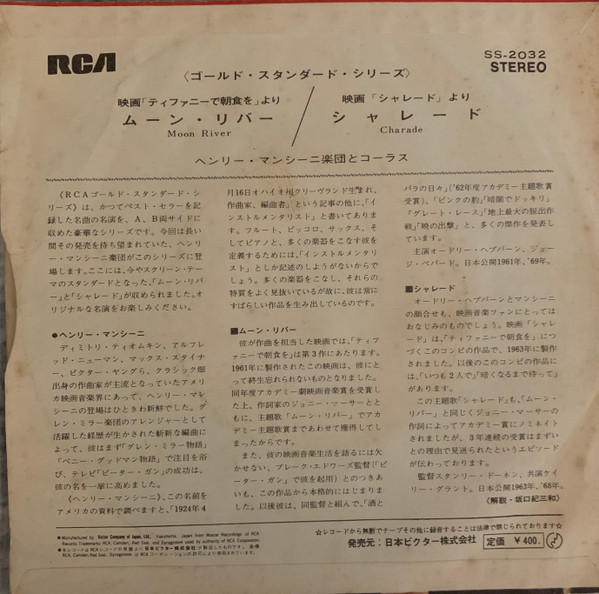 RCA
SS-2032
STEREO
〈ゴールド・スタンダード・シリーズ〉
映画「ティファニーで朝食を」より
ムーン・リバー
Moon River
映画「シャレード」より
シャレード
Charade
ヘンリー・マンシーニ楽団とコーラス
《RCAゴールド・スタンダード・シ
リーズ》は、かつてベスト・セラーを記
録した名曲の名演を、A、B両サイドに収
めた豪華なシリーズです。今回は長い
間その発売を待ち望まれていた、ヘンリ
ー・マンシーニ楽団がこのシリーズに登
場します。ここには、今やスクリーン・テー
マのスタンダードとなった、「ムーン・リバ
ー」と「シャレード」が収められました。オ
リジナルな名演をお楽しみください。
●ヘンリー・マンシーニ
ディミトリ・ティオムキン、アルフレ
ッド・ニューマン、マックス・スタイナ
ー、ビクター・ヤングら、クラシック畑
出身の作曲家が主流となっていたアメリ
カ映画音楽界にあって、ヘンリー・マン
シーニの登場はひときわ新鮮でした。グ
レン・ミラー楽団のアレンジャーとして
活躍した経歴が生かされた斬新な編曲に
よって、彼はまず「グレン・ミラー物語」
「ベニー・グッドマン物語」で注目を浴
び、テレビ「ピーター・ガン」の成功は、
彼の名を一挙に高めました。
〈ヘンリー・マンシーニ〉、この名前を
アメリカの資料で調べますと、「1924年4
月16日オハイオ州クリーヴランド生まれ、
作曲家、編曲者」という記事の他に、「イ
ンストルメンタリスト」と書いてありま
す。フルート、ピッコロ、サックス、そ
してピアノと、多くの楽器をこなす彼を
定義するためには、「インストルメンタリ
スト」としか記述のしようがないからで
しょう。多くの楽器をこなし、それらの
特質をよく見抜いているが故に、彼は常に
すばらしい作品を生み出しているのです。
■ムーン・リバー
彼が作曲を担当した映画では、「ティフ
ァニーで朝食を」は第3作にあたります。
1961年に製作されたこの映画は、彼にと
って終生忘れられないものとなりました。
同年度アカデミー劇映画音楽賞を受賞し
た上、作詞家のジョニー・マーサーとと
もに、主題歌「ムーン・リバー」でアカデ
ミー主題歌賞までもあわせて獲得してし
まったからです。
また、彼の映画音楽生活を語るには欠
かせない、ブレーク・エドワーズ監督(「ピ
ーター・ガン」で彼を起用)とのつきあ
いも、この作品から本格的にはじまりま
した。以後彼は、同監督と組んで、「酒と
バラの日々」('62年度アカデミー主題歌賞
受賞)、「ピンクの豹」「暗闇でドッキリ」
「グレート・レース」「地上最大の脱出作
戦」「暁の出撃」と、多くの傑作を発表し
ています。
主演オードリー・ヘプバーン、ジョー
ジ・ペパード。日本公開1961年、'69年。
■シャレード
オードリー・ヘプバーンとマンシーニ
の顔合せも、映画音楽ファンにとっては
おなじみのものでしょう。映画「シャレ
ード」は、「ティファニーで朝食を」につ
づくこのコンビの作品で、1963年に製作
されました。以後のこのコンビの作品に
は、「いつも2人で」「暗くなるまで待って」
があります。
この主題歌「シャレード」も、「ムーン・
リバー」と同じくジョニー・マーサーの
作詞によってアカデミー賞にノミネイト
されましたが、3年連続の受賞はまずい
との理由で見送られたというエピソード
が伝わっております。
監督スタンリー・ドーネン、共演ケイ
リー・グラント。日本公開1963年、'68年。
(解説・坂口紀三和)
☆レコードから無断でテープその他に録音することは法律で禁じられております☆
●Manufactured by Victor Company of Japan, Ltd., Yokohama, Japan from Master Recordings of RCA
Records Trademarks RCA, Camden, Red Seal, and Dynagroove used by authority of RCA Corporation.
発売元：日本ビクター株式会社
定価 ￥400.